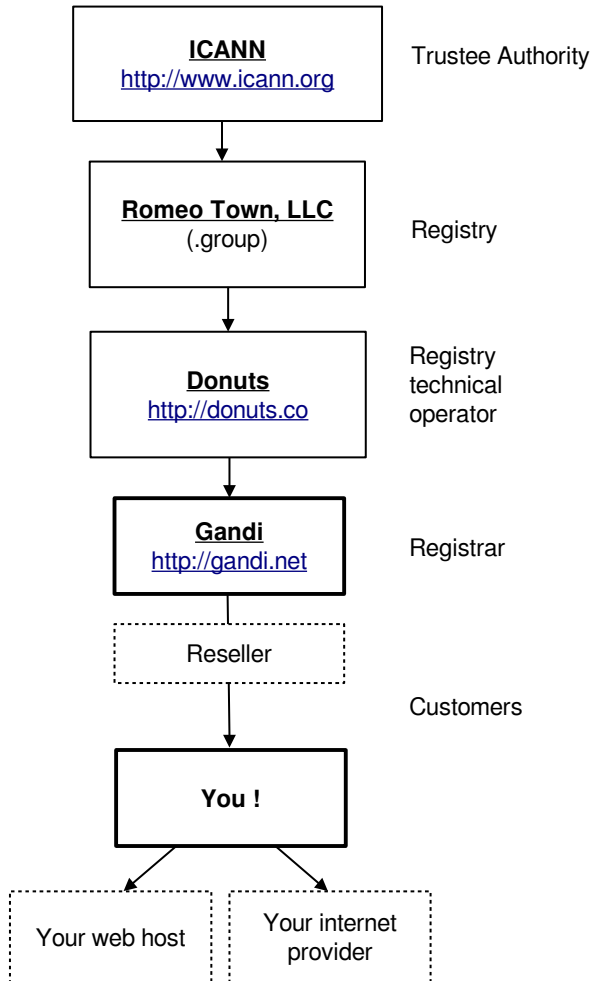 ICANN
http://www.icann.org
Trustee Authority
Romeo Town, LLC
(.group)
Registry
Donuts
http://donuts.co
Registry
technical
operator
Gandi
http://gandi.net
Registrar
Reseller
Customers
You !
Your web host
Your internet
provider